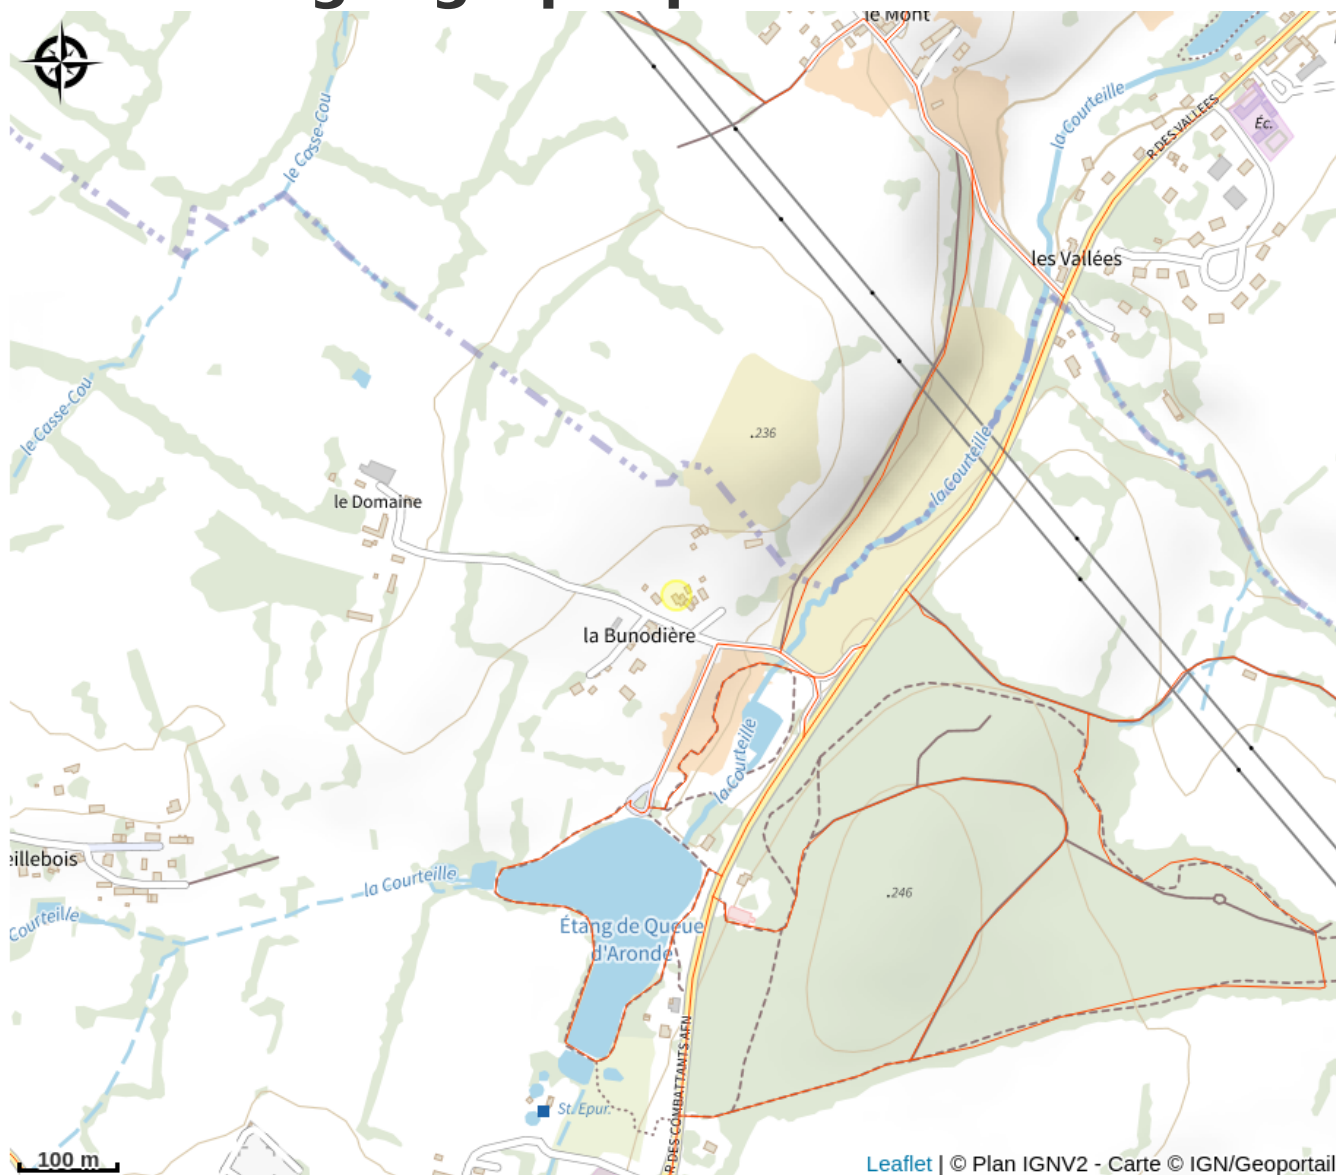 le Mont
la Courteille
R DES VALLEES
Éc.
le Casse-Cou
les Vallées
le Casse-Cou
.236
la Courteille
le Domaine
la Bunodière
la Courteille
eillebois
la Courteille
Courteille
.246
Étang de Queue
d'Aronde
R DES COMBATTANTS AFN
St. Epur.
100 m
Leaflet | © Plan IGNV2 - Carte © IGN/Geoportail